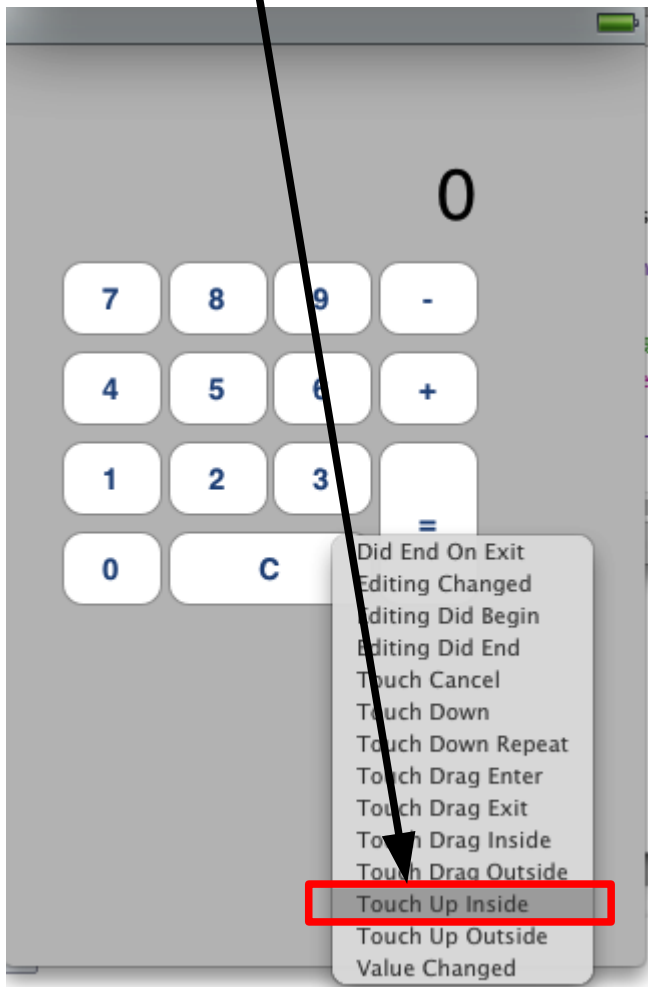 0
7 8 9 -
4 5 6 +
1 2 3
=
0 C
Did End On Exit
Editing Changed
Editing Did Begin
Editing Did End
Touch Cancel
Touch Down
Touch Down Repeat
Touch Drag Enter
Touch Drag Exit
Touch Drag Inside
Touch Drag Outside
Touch Up Inside
Touch Up Outside
Value Changed